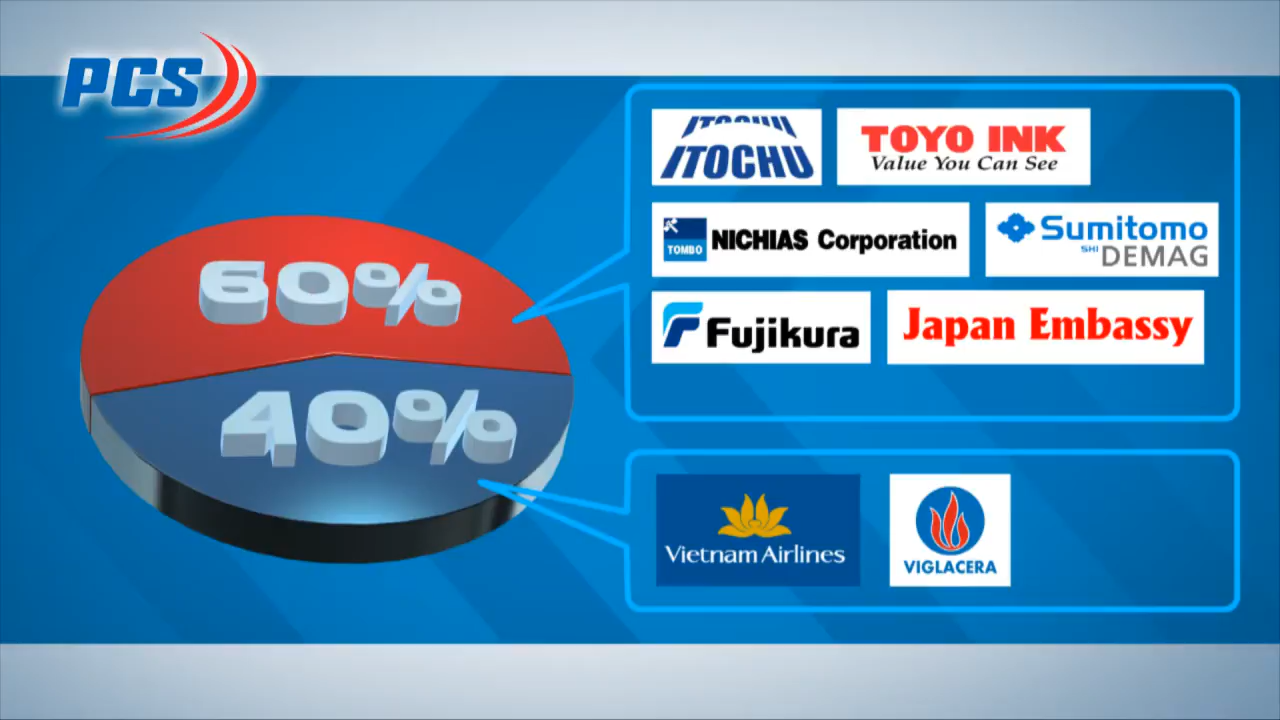 PCS
60%
40%
ITOCHU
ITOCHU
TOYO INK
Value You Can See
TOMBO
NICHIAS Corporation
Sumitomo
SHI DEMAG
Fujikura
Japan Embassy
Vietnam Airlines
VIGLACERA